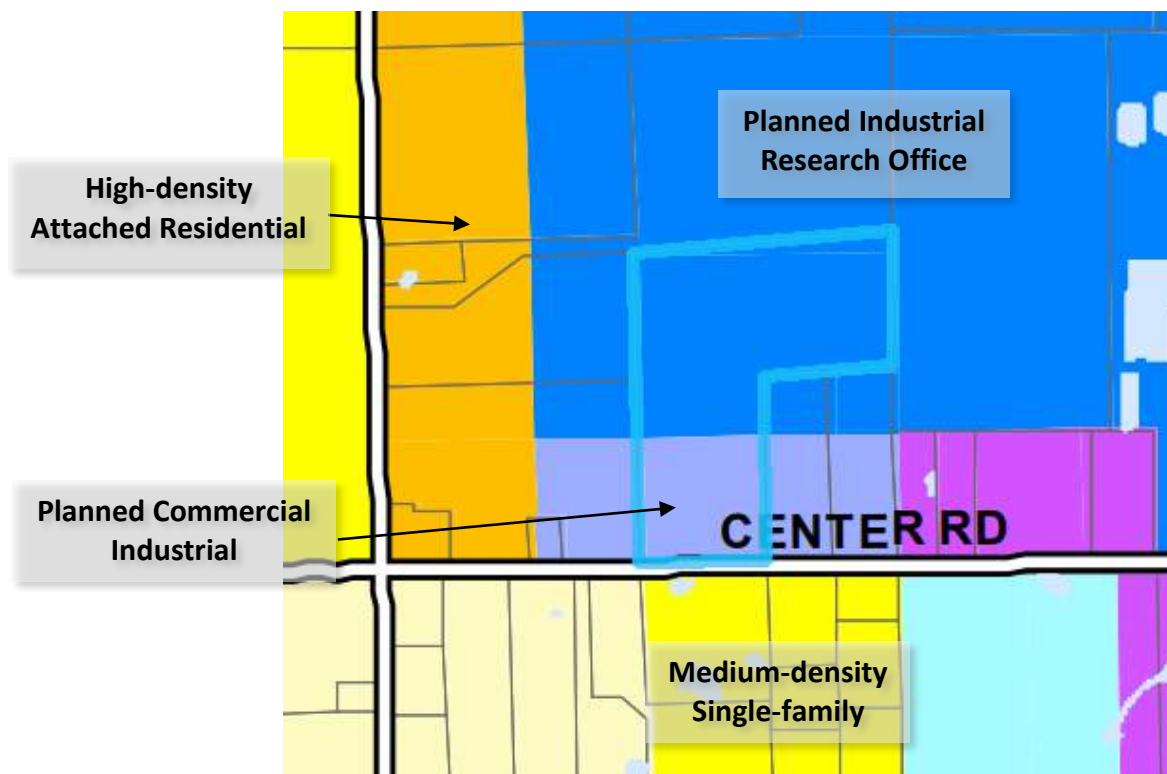 Planned Industrial
Research Office
High-density
Attached Residential
Planned Commercial
Industrial
CENTER RD
Medium-density
Single-family